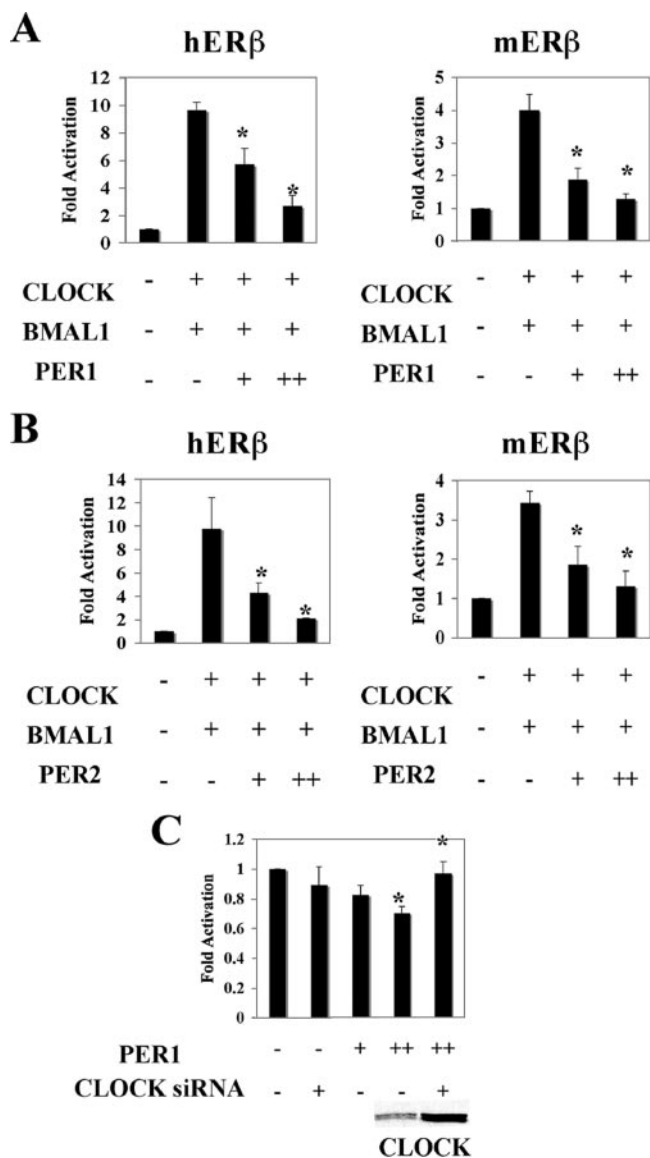 A
hERβ
mERβ
Fold Activation
12
10
8
6
4
2
0
*
*
Fold Activation
5
4
3
2
1
0
*
*
CLOCK - + + +
BMAL1 - + + +
PER1 - - + ++
CLOCK - + + +
BMAL1 - + + +
PER1 - - + ++
B
hERβ
mERβ
Fold Activation
14
12
10
8
6
4
2
0
*
*
Fold Activation
4
3
2
1
0
*
*
CLOCK - + + +
BMAL1 - + + +
PER2 - - + ++
CLOCK - + + +
BMAL1 - + + +
PER2 - - + ++
C
Fold Activation
1.2
1
0.8
0.6
0.4
0.2
0
*
*
PER1 - - + ++ ++
CLOCK siRNA - + - - +
CLOCK